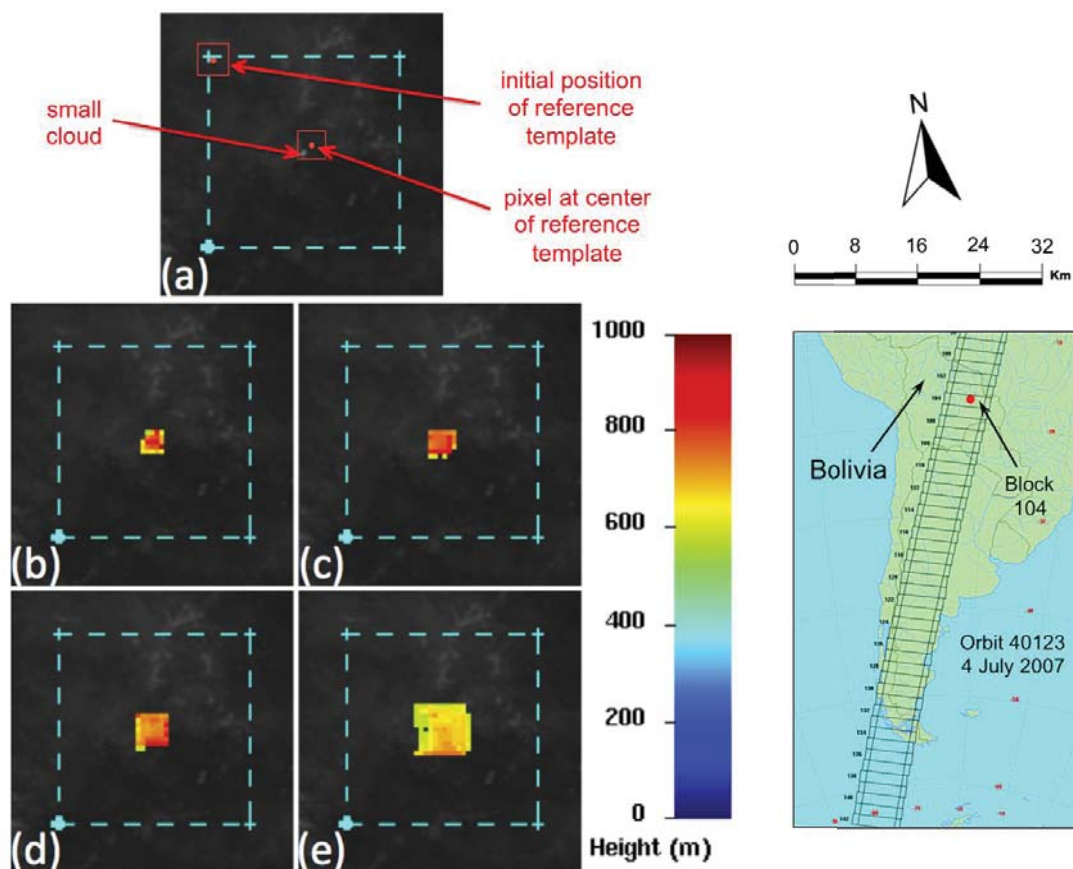 small
cloud
initial position
of reference
template
pixel at center
of reference
template
(a)
(b)
(c)
(d)
(e)
1000
800
600
400
200
0
Height (m)
N
0 8 16 24 32
Km
Bolivia
Block
104
Orbit 40123
4 July 2007